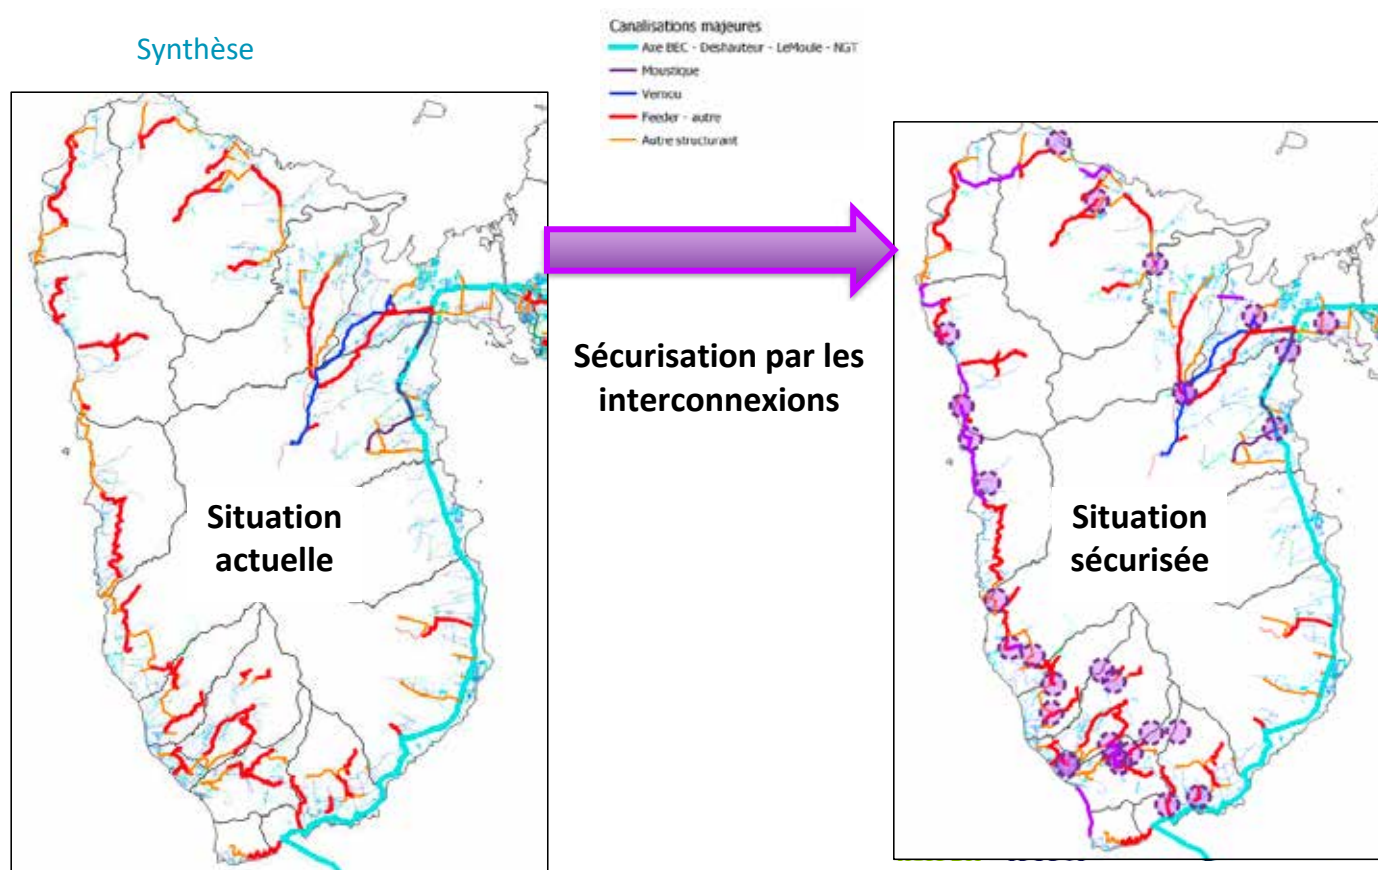 Synthèse
Canalisations majeures
Axe BEC - Deshauteur - LeMoule - NGT
Moustique
Vernou
Feeder - autre
Autre structurant
Sécurisation par les
interconnexions
Situation
actuelle
Situation
sécurisée